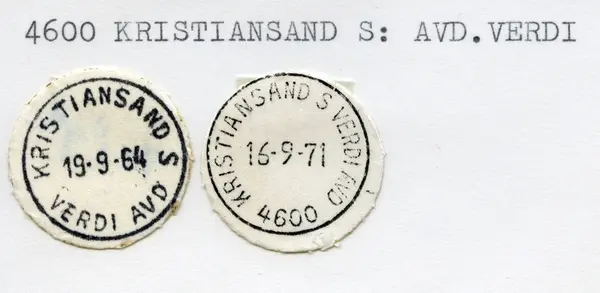 4600 KRISTIANSAND S: AVD.VERDI
KRISTIANSAND S
19-9-64
VERDI AVD
KRISTIANSAND S VERDI AVD
16-9-71
4600